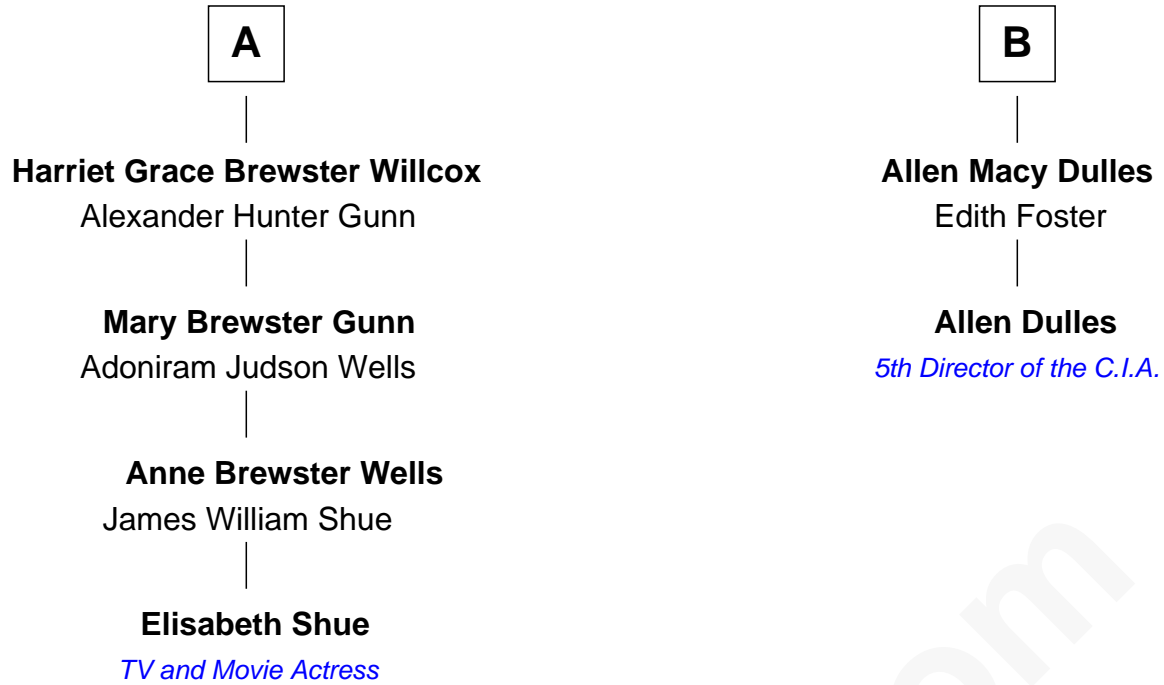 A
Harriet Grace Brewster Willcox
Alexander Hunter Gunn
Mary Brewster Gunn
Adoniram Judson Wells
Anne Brewster Wells
James William Shue
Elisabeth Shue
TV and Movie Actress
B
Allen Macy Dulles
Edith Foster
Allen Dulles
5th Director of the C.I.A.
om